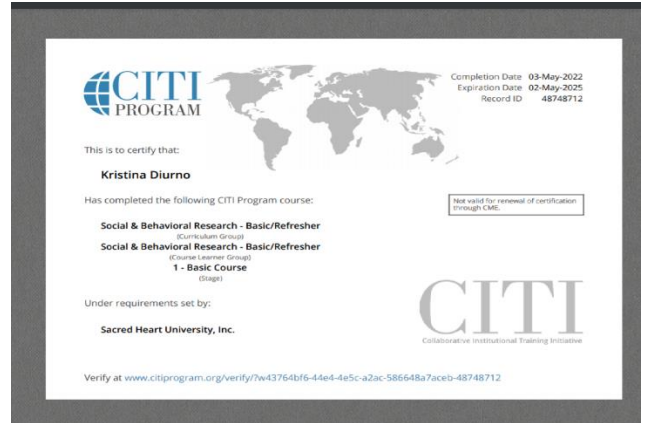 CITI
PROGRAM
Completion Date 03-May-2022
Expiration Date 02-May-2025
Record ID 48748712
This is to certify that:
Kristina Diurno
Has completed the following CITI Program course:
Not valid for renewal of certification
through CME.
Social & Behavioral Research - Basic/Refresher
(Curriculum Group)
Social & Behavioral Research - Basic/Refresher
(Course Learner Group)
1 - Basic Course
(Stage)
Under requirements set by:
Sacred Heart University, Inc.
CITI
Collaborative Institutional Training Initiative
Verify at www.citiprogram.org/verify/?w43764bf6-44e4-4e5c-a2ac-586648a7aceb-48748712